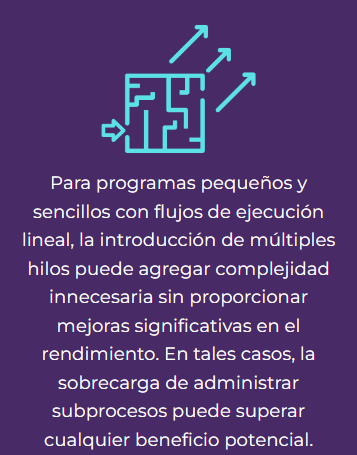 Para programas pequeños y
sencillos con flujos de ejecución
lineal, la introducción de múltiples
hilos puede agregar complejidad
innecesaria sin proporcionar
mejoras significativas en el
rendimiento. En tales casos, la
sobrecarga de administrar
subprocesos puede superar
cualquier beneficio potencial.